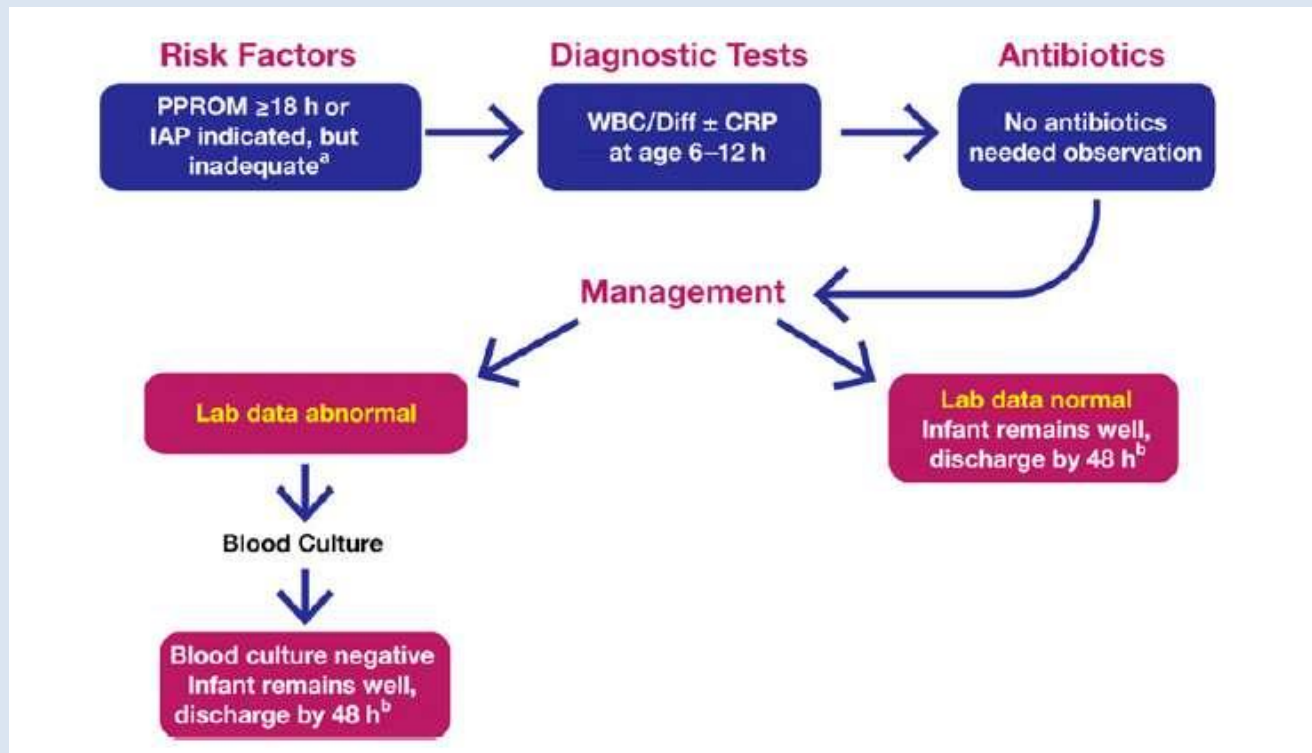 Risk Factors
Diagnostic Tests
Antibiotics
PPROM ≥18 h or
IAP indicated, but
inadequateᵃ
WBC/Diff ± CRP
at age 6–12 h
No antibiotics
needed observation
Management
Lab data abnormal
Lab data normal
Infant remains well,
discharge by 48 hᵇ
Blood Culture
Blood culture negative
Infant remains well,
discharge by 48 hᵇ